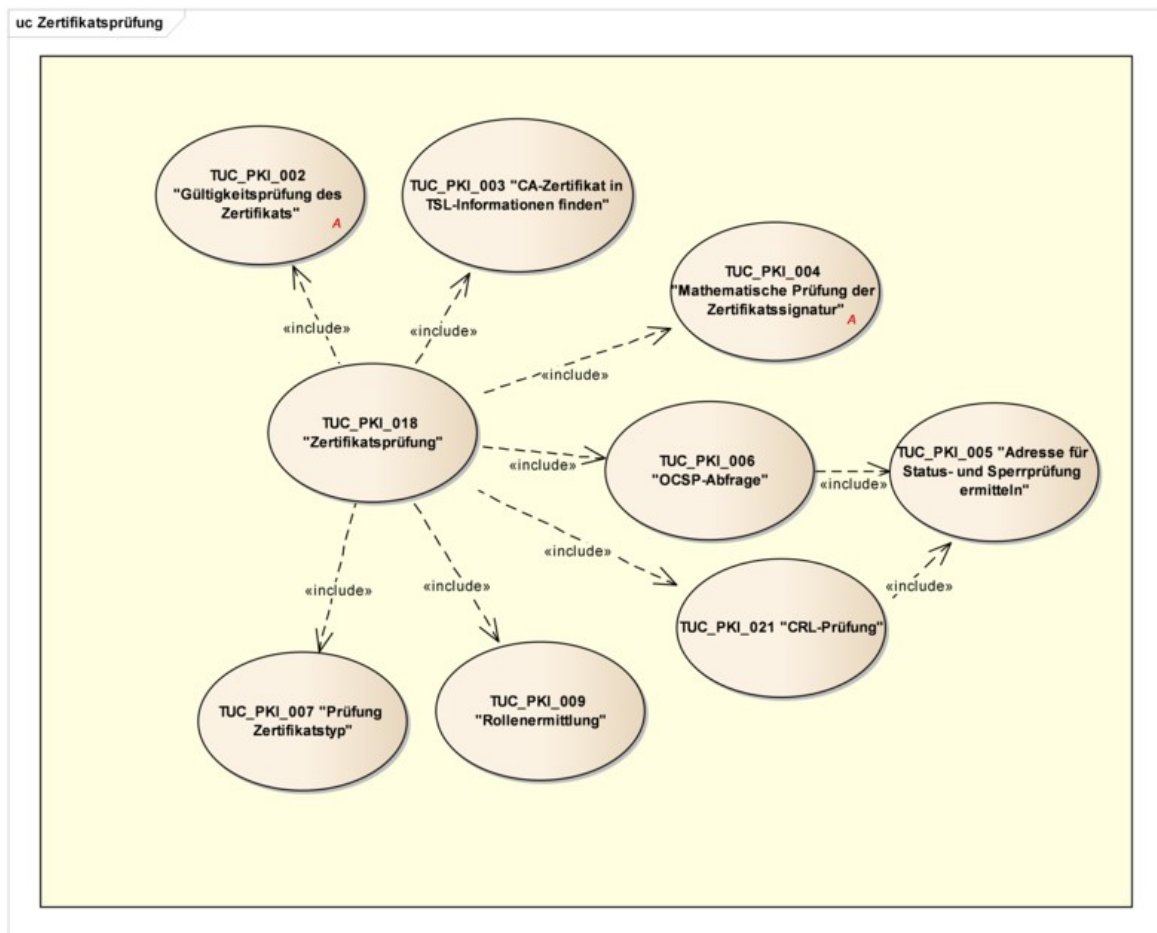 uc Zertifikatsprüfung
TUC_PKI_002
"Gültigkeitsprüfung des
Zertifikats"
A
TUC_PKI_003 "CA-Zertifikat in
TSL-Informationen finden"
TUC_PKI_004
"Mathematische Prüfung der
Zertifikatssignatur"
A
«include»
«include»
«include»
TUC_PKI_018
"Zertifikatsprüfung"
«include»
TUC_PKI_006
"OCSP-Abfrage"
«include»
TUC_PKI_005 "Adresse für
Status- und Sperrprüfung
ermitteln"
«include»
«include»
«include»
«include»
TUC_PKI_021 "CRL-Prüfung"
TUC_PKI_007 "Prüfung
Zertifikatstyp"
TUC_PKI_009
"Rollenermittlung"